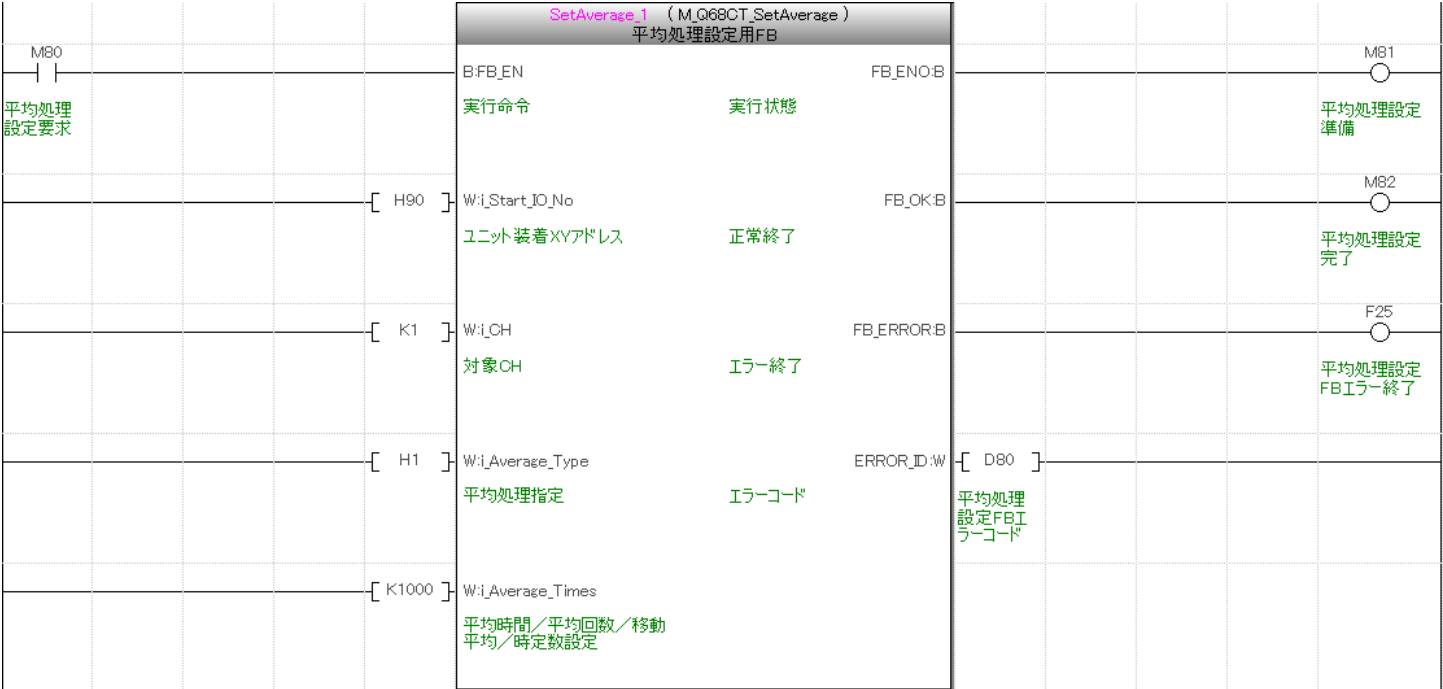 SetAverage_1 (M_Q68CT_SetAverage)
平均処理設定用FB
M80
B:FB_EN
FB_ENO:B
M81
平均処理
設定要求
実行命令
実行状態
平均処理設定
準備
H90
W:i_Start_IO_No
FB_OK:B
M82
ユニット装着XYアドレス
正常終了
平均処理設定
完了
K1
W:i_CH
FB_ERROR:B
F25
対象CH
エラー終了
平均処理設定
FBエラー終了
H1
W:i_Average_Type
ERROR_ID:W
D80
平均処理指定
エラーコード
平均処理
設定FBエ
ラーコード
K1000
W:i_Average_Times
平均時間/平均回数/移動
平均/時定数設定